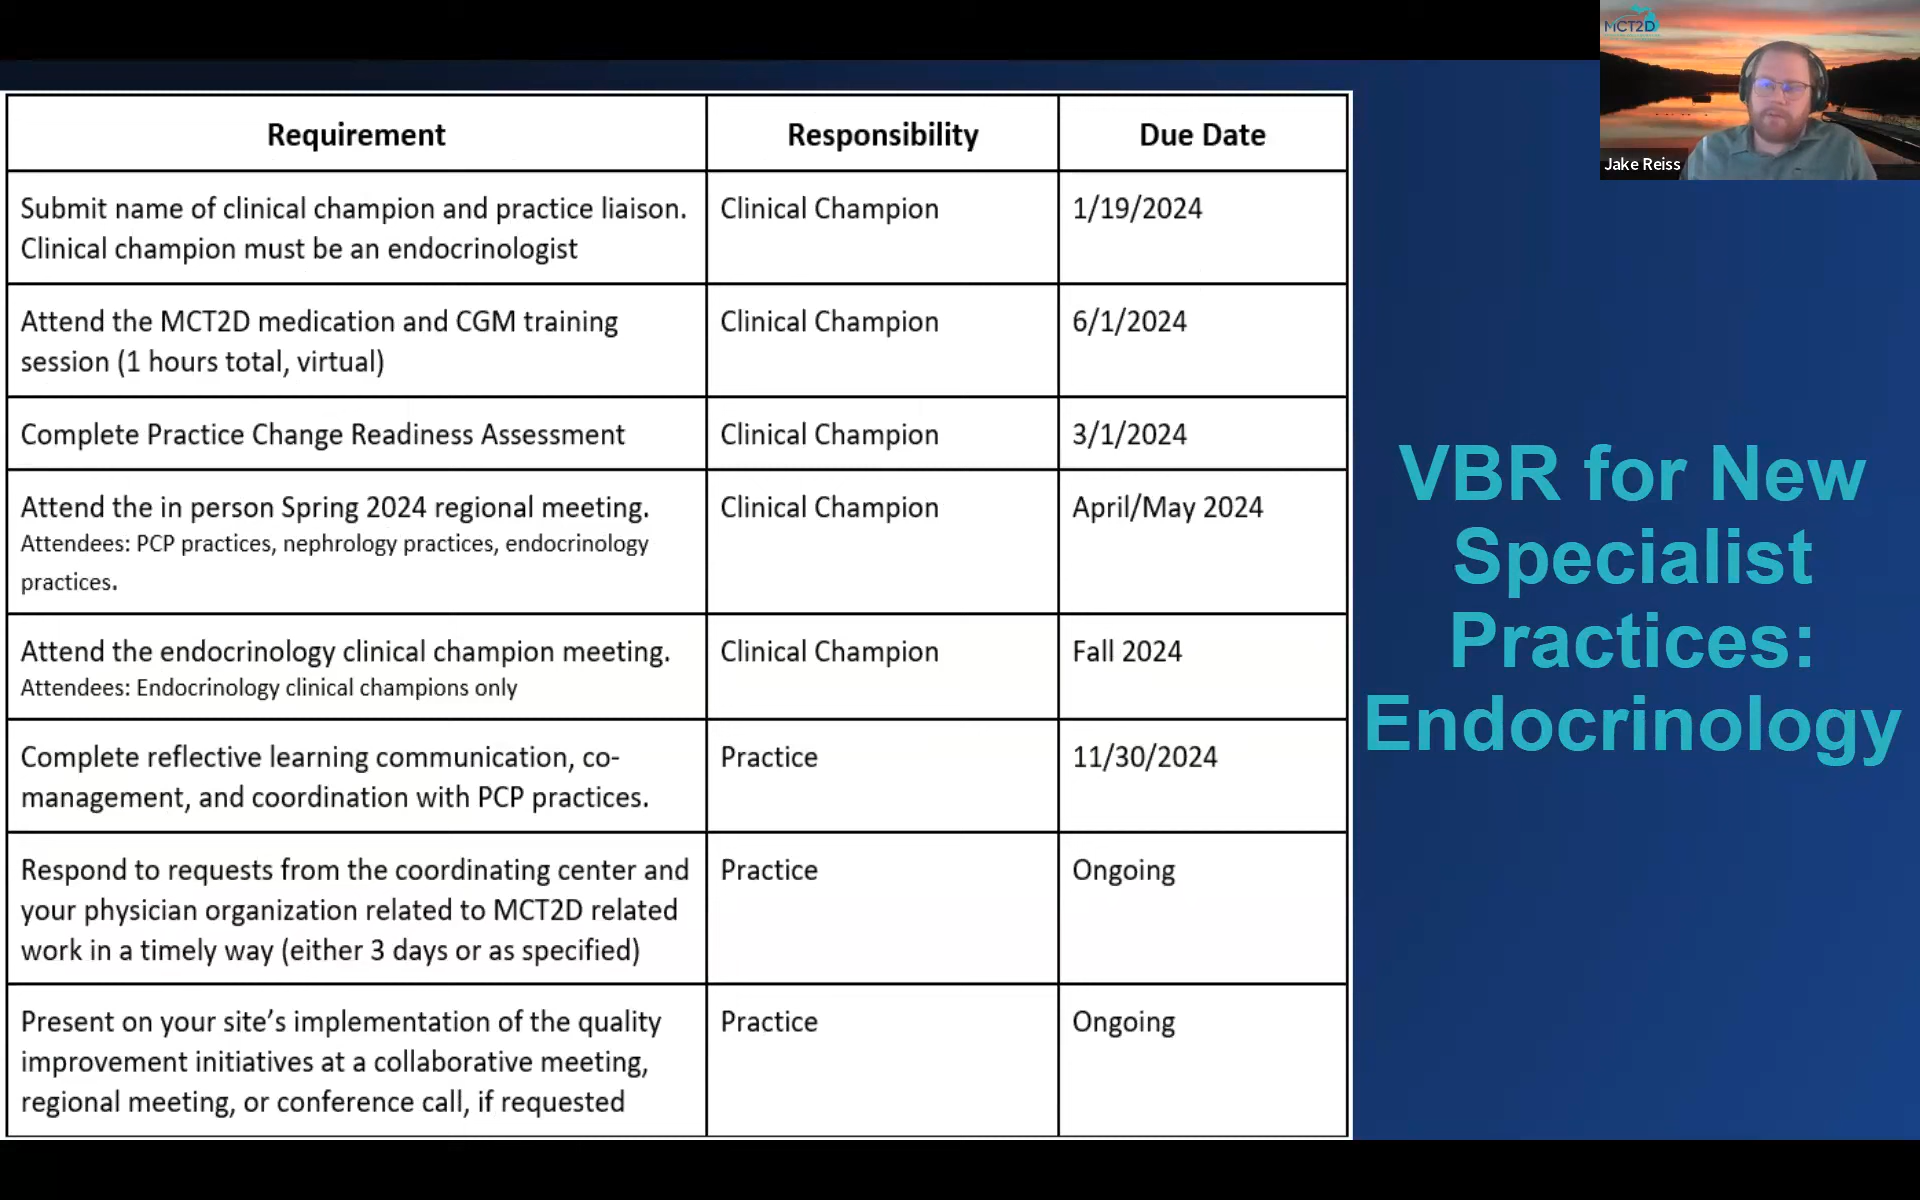 MCT2D
Jake Reiss
Requirement
Responsibility
Due Date
Submit name of clinical champion and practice liaison.
Clinical champion must be an endocrinologist
Clinical Champion
1/19/2024
Attend the MCT2D medication and CGM training
session (1 hours total, virtual)
Clinical Champion
6/1/2024
Complete Practice Change Readiness Assessment
Clinical Champion
3/1/2024
Attend the in person Spring 2024 regional meeting.
Attendees: PCP practices, nephrology practices, endocrinology
practices.
Clinical Champion
April/May 2024
Attend the endocrinology clinical champion meeting.
Attendees: Endocrinology clinical champions only
Clinical Champion
Fall 2024
Complete reflective learning communication, co-
management, and coordination with PCP practices.
Practice
11/30/2024
Respond to requests from the coordinating center and
your physician organization related to MCT2D related
work in a timely way (either 3 days or as specified)
Practice
Ongoing
Present on your site’s implementation of the quality
improvement initiatives at a collaborative meeting,
regional meeting, or conference call, if requested
Practice
Ongoing
VBR for New
Specialist
Practices:
Endocrinology